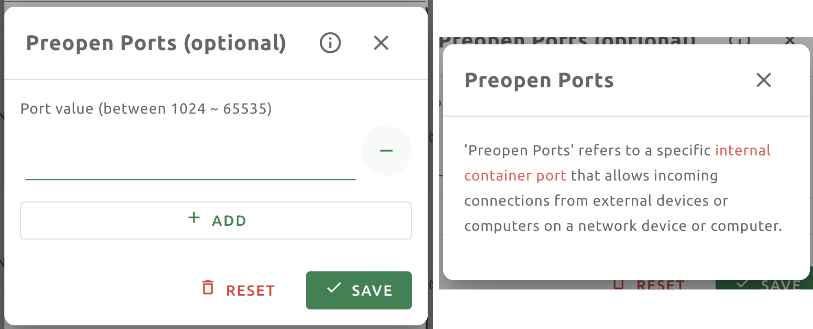 Preopen Ports (optional)
Port value (between 1024 ~ 65535)
ADD
RESET
SAVE
Preopen Ports (optional)
Preopen Ports
'Preopen Ports' refers to a specific internal
container port that allows incoming
connections from external devices or
computers on a network device or computer.
RESET
SAVE